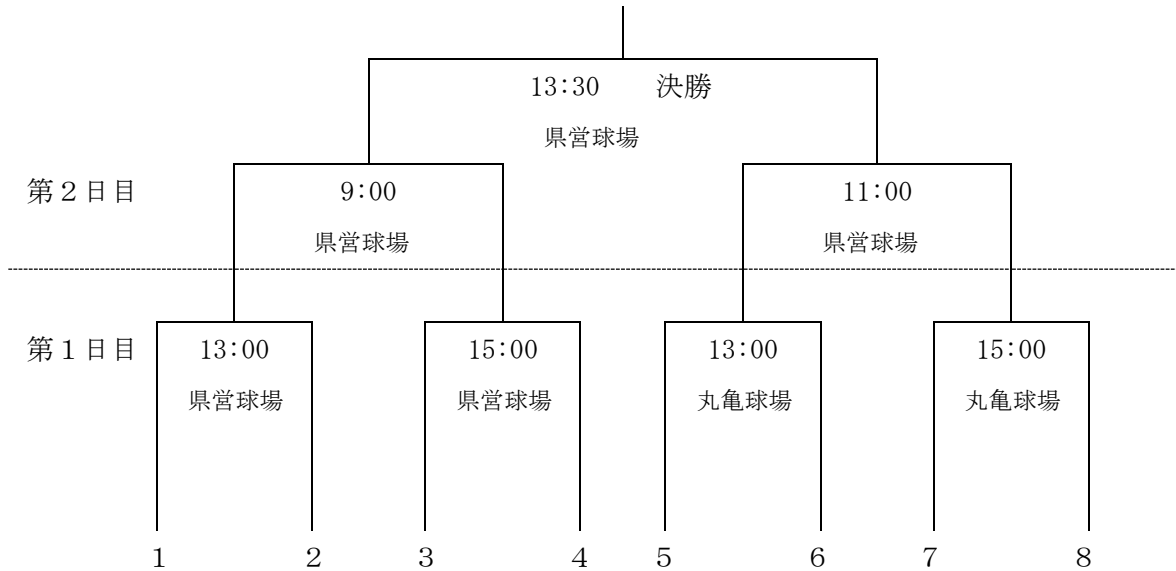 13:30 決勝
県営球場
第２日目 9:00 11:00
県営球場 県営球場
第１日目 13:00 15:00 13:00 15:00
県営球場 県営球場 丸亀球場 丸亀球場
１ ２ ３ ４ ５ ６ ７ ８